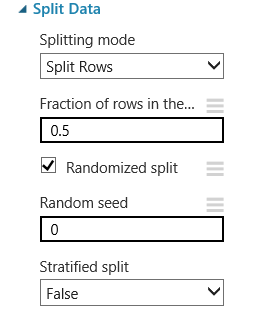 Split Data
Splitting mode
Split Rows
Fraction of rows in the...
0.5
Randomized split
Random seed
0
Stratified split
False